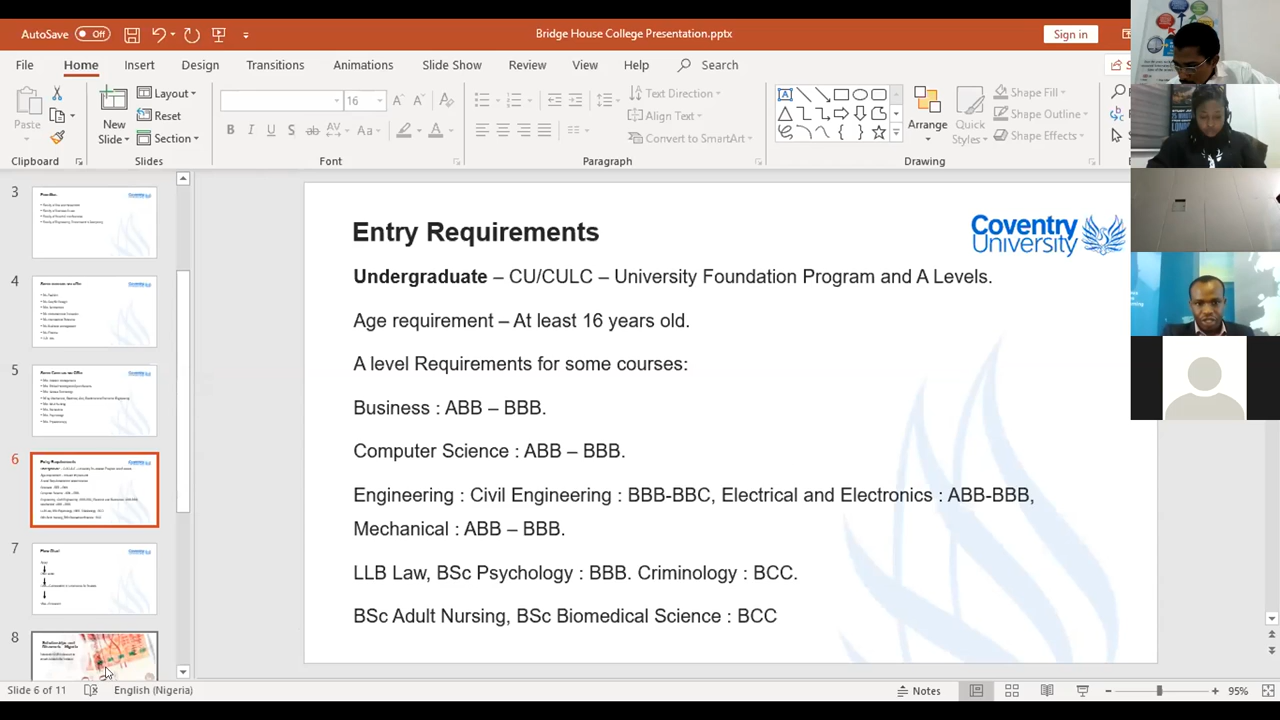 AutoSave Off
Bridge House College Presentation.pptx
Sign in
File Home Insert Design Transitions Animations Slide Show Review View Help Search
Paste
New Slide
Layout
Reset
Section
16
B I U S ab AV Aa
Text Direction
Align Text
Convert to SmartArt
Arrange
Quick Styles
Shape Fill
Shape Outline
Shape Effects
Clipboard Slides Font Paragraph Drawing
3
4
5
6
Entry Requirements
7
8
Entry Requirements
Coventry University
Undergraduate – CU/CULC – University Foundation Program and A Levels.
Age requirement – At least 16 years old.
A level Requirements for some courses:
Business : ABB – BBB.
Computer Science : ABB – BBB.
Engineering : Civil Engineering : BBB-BBC, Electrical and Electronics : ABB-BBB,
Mechanical : ABB – BBB.
LLB Law, BSc Psychology : BBB. Criminology : BCC.
BSc Adult Nursing, BSc Biomedical Science : BCC
Slide 6 of 11
English (Nigeria)
Notes
95%